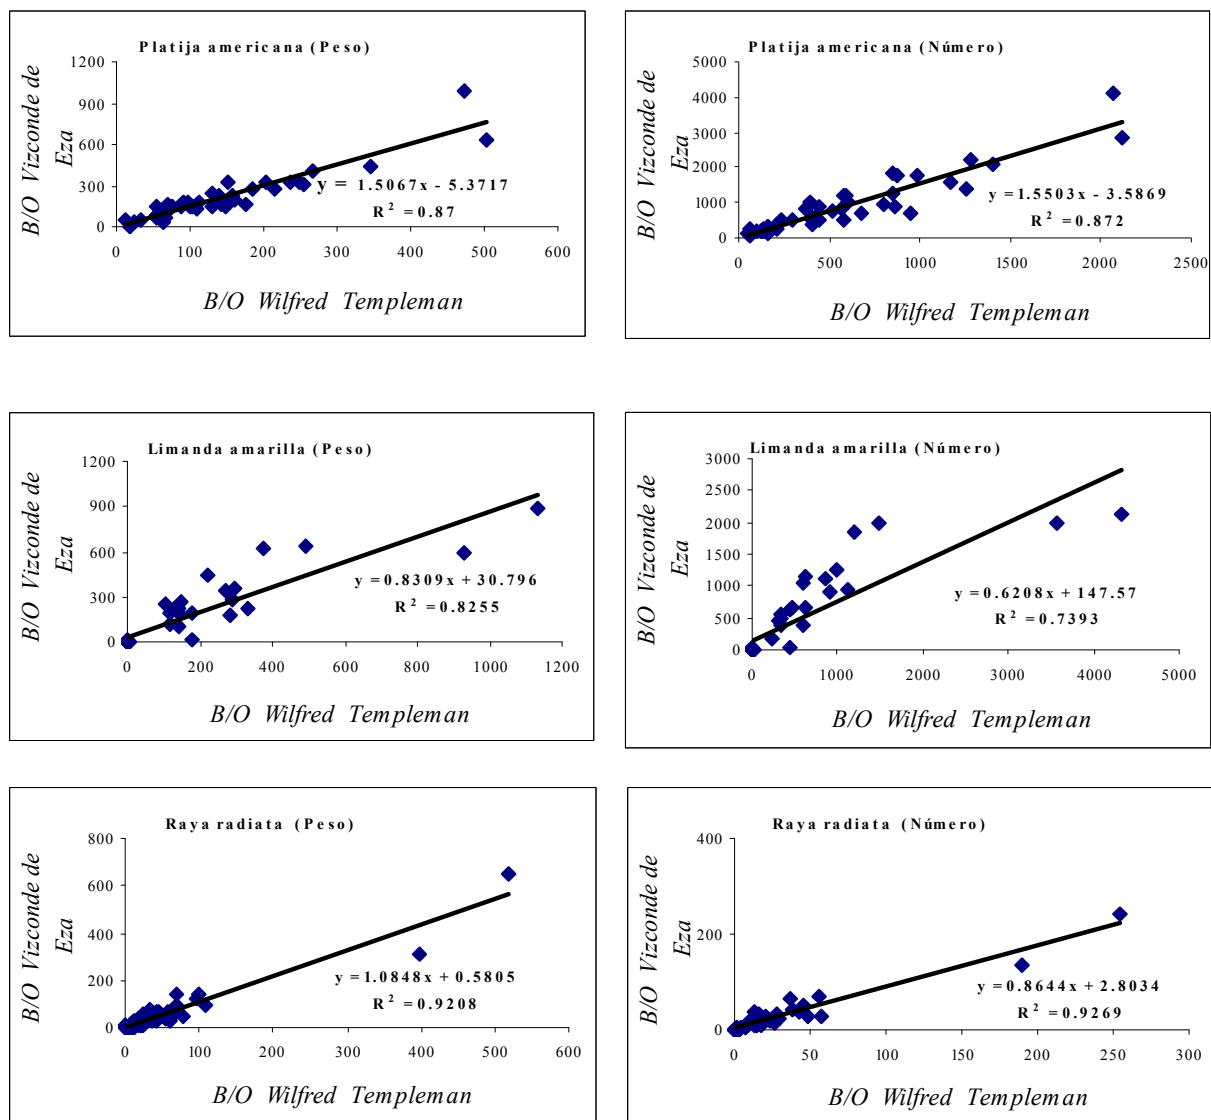 Platija americana (Peso)
B/O Vizconde de
Eza
1200
900
600
300
0
y = 1.5067x - 5.3717
R² = 0.87
0 100 200 300 400 500 600
B/O Wilfred Templeman
Platija americana (Número)
B/O Vizconde de
Eza
5000
4000
3000
2000
1000
0
y =1.5503x - 3.5869
R² =0.872
0 500 1000 1500 2000 2500
B/O Wilfred Templeman
Limanda amarilla (Peso)
B/O Vizconde de
Eza
1200
900
600
300
0
y =0.8309x + 30.796
R² =0.8255
0 200 400 600 800 1000 1200
B/O Wilfred Templeman
Limanda amarilla (Número)
B/O Vizconde de
Eza
3000
2500
2000
1500
1000
500
0
y =0.6208x + 147.57
R² =0.7393
0 1000 2000 3000 4000 5000
B/O Wilfred Templeman
Raya radiata (Peso)
B/O Vizconde de
Eza
800
600
400
200
0
y =1.0848x + 0.5805
R² =0.9208
0 100 200 300 400 500 600
B/O Wilfred Templeman
Raya radiata (Número)
B/O Vizconde de
Eza
400
200
0
y =0.8644x + 2.8034
R² =0.9269
0 50 100 150 200 250 300
B/O Wilfred Templeman